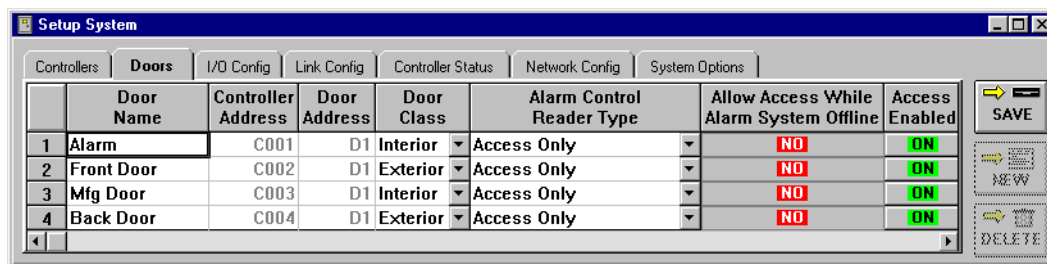 Setup System
Controllers Doors I/O Config Link Config Controller Status Network Config System Options
Door Name Controller Address Door Address Door Class Alarm Control Reader Type Allow Access While Alarm System Offline Access Enabled
1 Alarm C001 D1 Interior Access Only NO ON
2 Front Door C002 D1 Exterior Access Only NO ON
3 Mfg Door C003 D1 Interior Access Only NO ON
4 Back Door C004 D1 Exterior Access Only NO ON
SAVE
NEW
DELETE